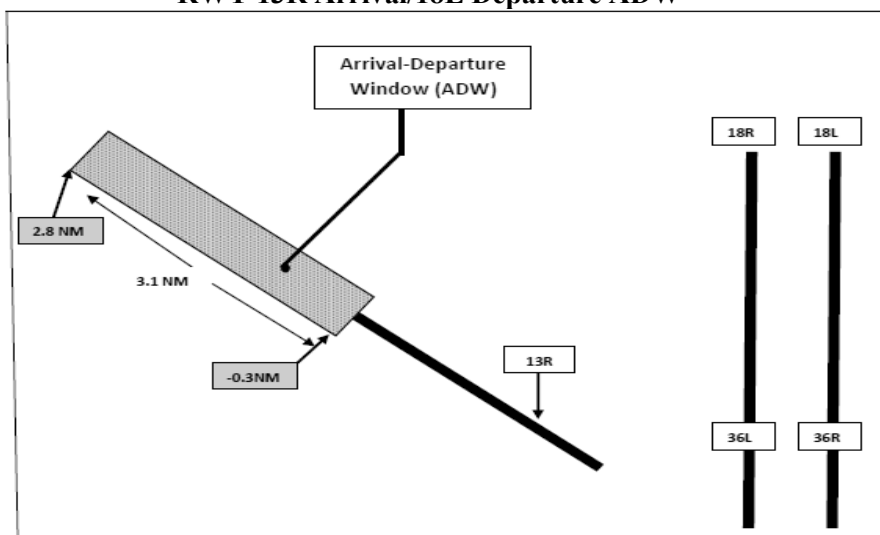 RWY 13R Arrival/18L Departure ADW
Arrival-Departure
Window (ADW)
18R
18L
2.8 NM
3.1 NM
13R
-0.3NM
36L
36R